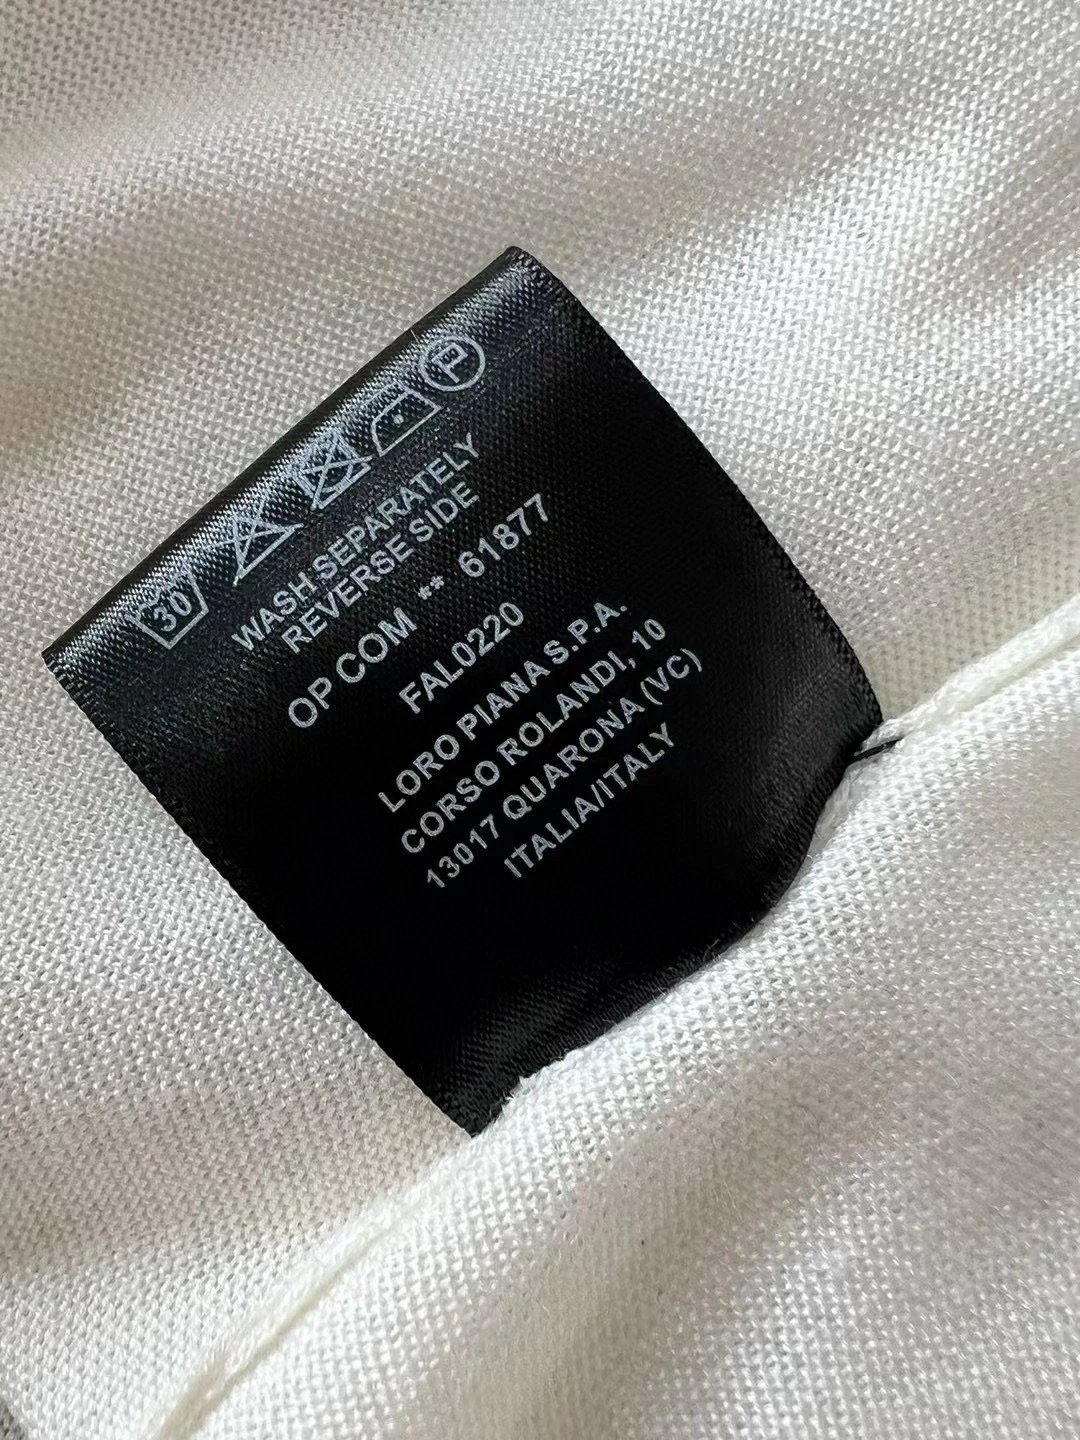 30 P
WASH SEPARATELY
REVERSE SIDE
OP COM ** 61877
FAL0220
LORO PIANA S.P.A.
CORSO ROLANDI, 10
13017 QUARONA (VC)
ITALIA/ITALY